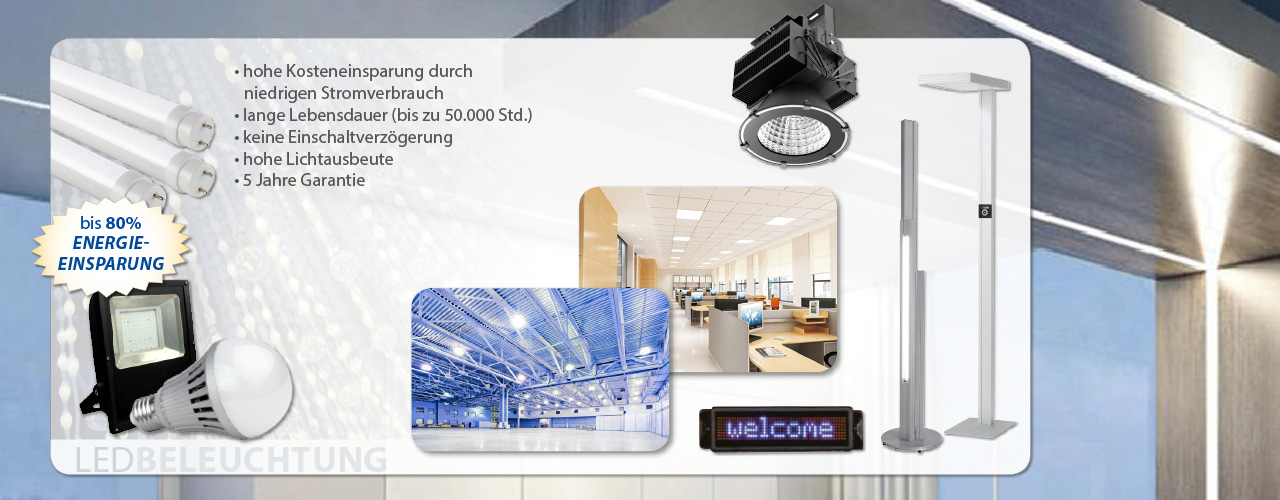 • hohe Kosteneinsparung durch
niedrigen Stromverbrauch
• lange Lebensdauer (bis zu 50.000 Std.)
• keine Einschaltverzögerung
• hohe Lichtausbeute
• 5 Jahre Garantie
bis 80%
ENERGIE-
EINSPARUNG
welcome
LEDBELEUCHTUNG